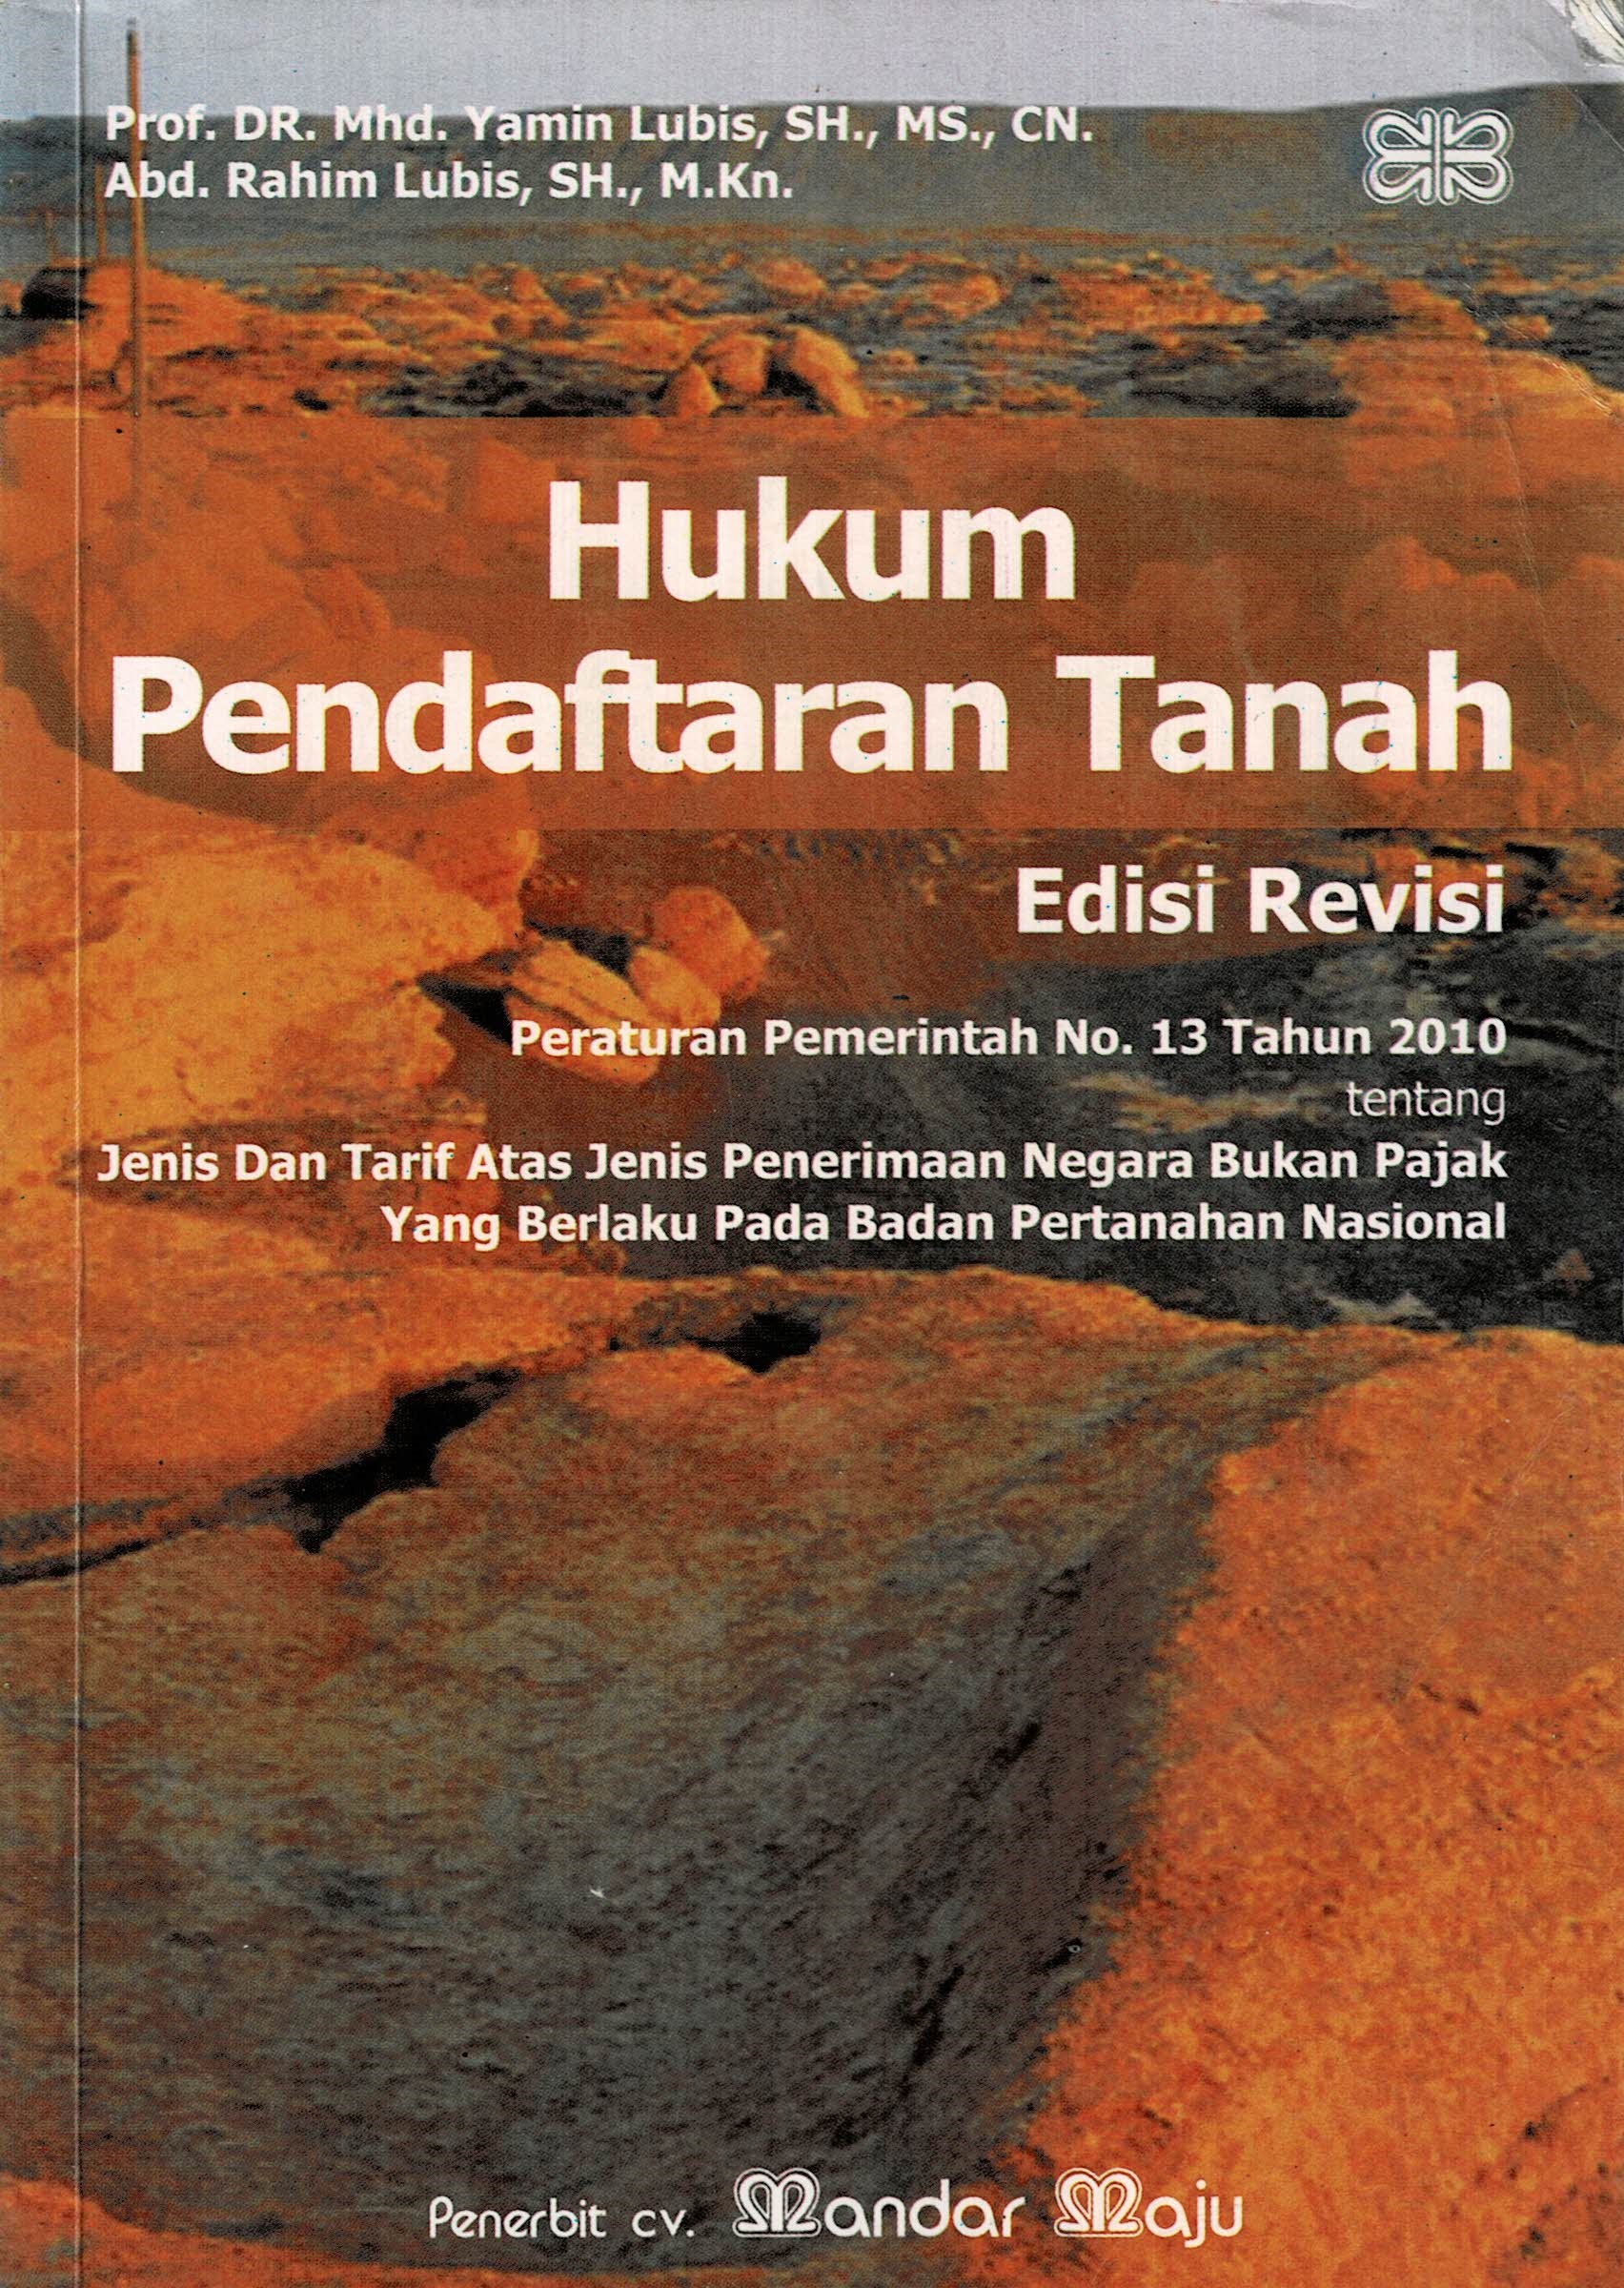 Prof. DR. Mhd. Yamin Lubis, SH., MS., CN.
Abd. Rahim Lubis, SH., M.Kn.
Hukum
Pendaftaran Tanah
Edisi Revisi
Peraturan Pemerintah No. 13 Tahun 2010
tentang
Jenis Dan Tarif Atas Jenis Penerimaan Negara Bukan Pajak
Yang Berlaku Pada Badan Pertanahan Nasional
Penerbit cv. Mandar Maju